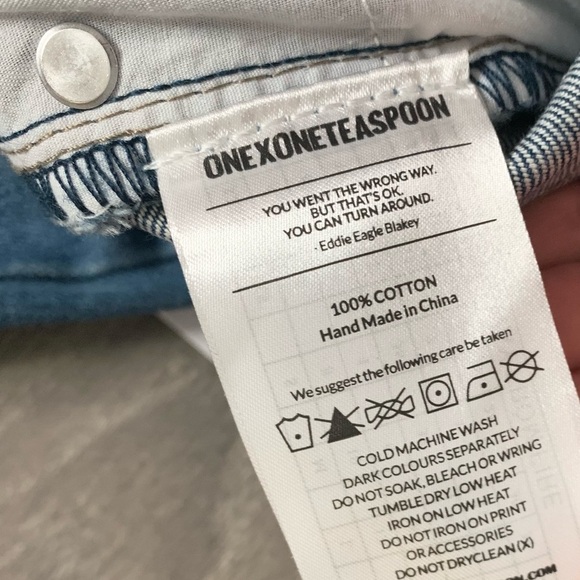 ONEXONETEASPOON
YOU WENT THE WRONG WAY.
BUT THAT'S OK.
YOU CAN TURN AROUND.
- Eddie Eagle Blakey
100% COTTON
Hand Made in China
We suggest the following care be taken
COLD MACHINE WASH
DARK COLOURS SEPARATELY
DO NOT SOAK, BLEACH OR WRING
TUMBLE DRY LOW HEAT
IRON ON LOW HEAT
DO NOT IRON ON PRINT
OR ACCESSORIES
DO NOT DRYCLEAN (X)
.COM